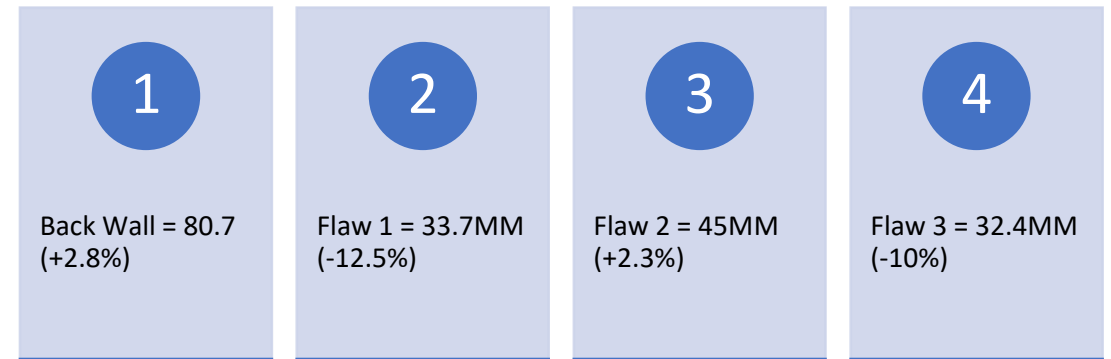 1
Back Wall = 80.7
(+2.8%)
2
Flaw 1 = 33.7MM
(-12.5%)
3
Flaw 2 = 45MM
(+2.3%)
4
Flaw 3 = 32.4MM
(-10%)